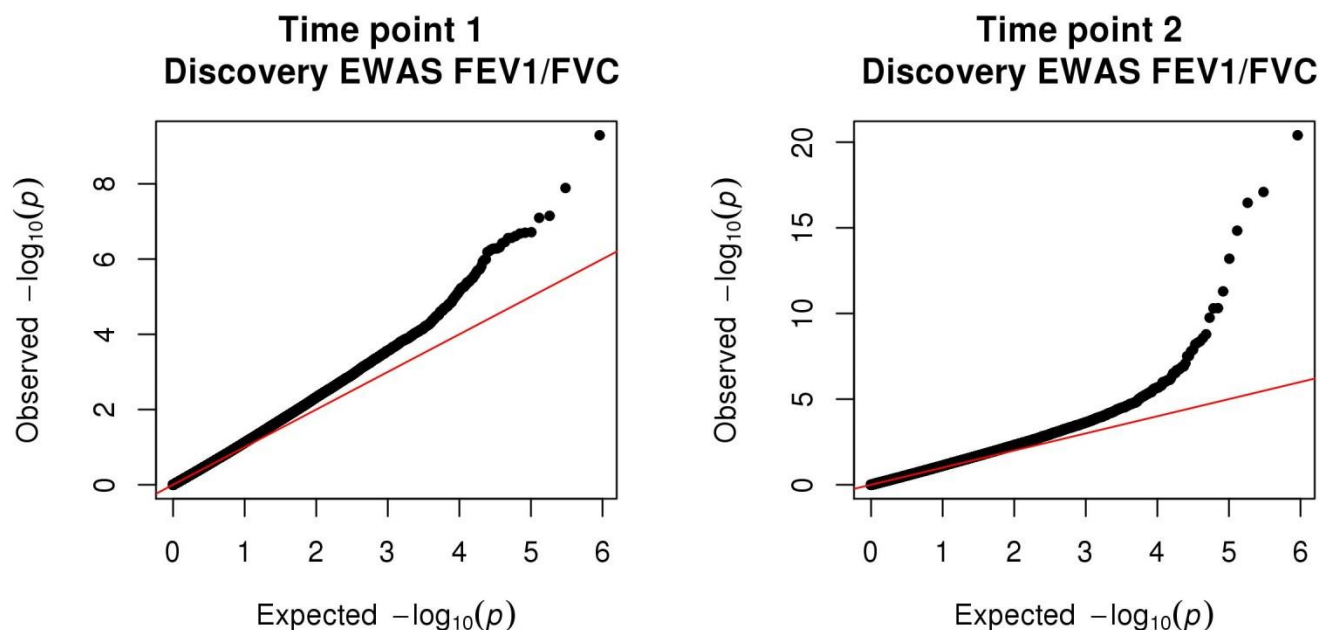 Time point 1
Discovery EWAS FEV1/FVC
Observed −log10(p)
8
6
4
2
0
0 1 2 3 4 5 6
Expected −log10(p)
Time point 2
Discovery EWAS FEV1/FVC
Observed −log10(p)
20
15
10
5
0
0 1 2 3 4 5 6
Expected −log10(p)